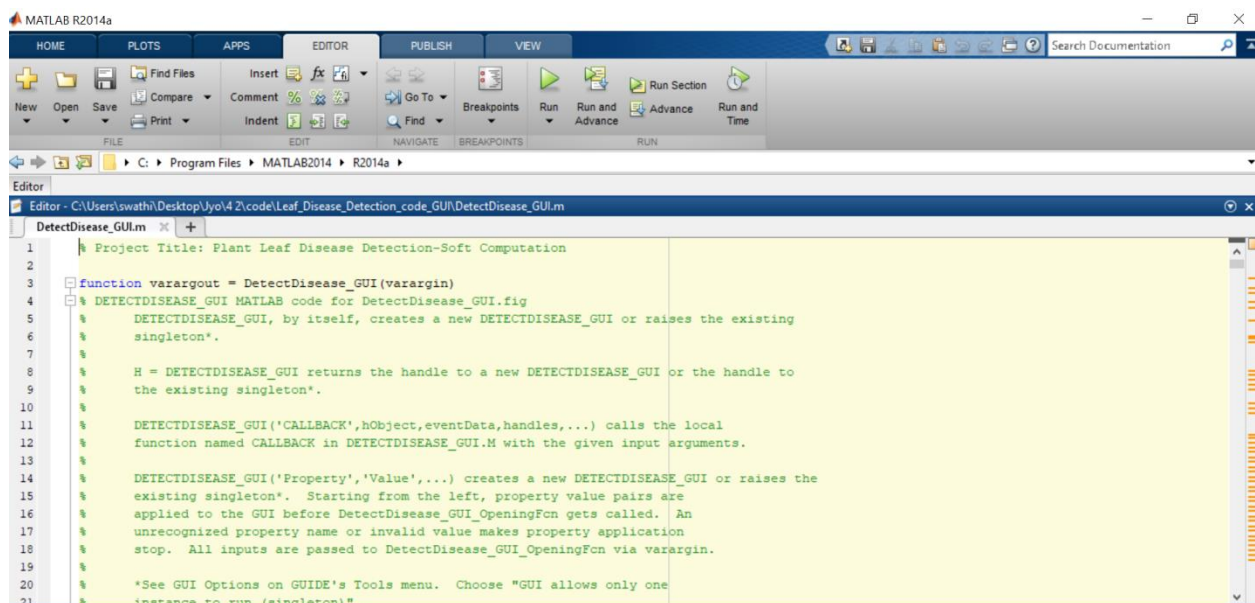 MATLAB R2014a
HOME PLOTS APPS EDITOR PUBLISH VIEW
Search Documentation
New Open Save
Find Files
Compare
Print
Insert fx
Comment
Indent
Go To
Find
Breakpoints
Run
Run and Advance
Run Section
Advance
Run and Time
FILE EDIT NAVIGATE BREAKPOINTS RUN
C: Program Files MATLAB2014 R2014a
Editor
Editor - C:\Users\swathi\Desktop\Jyo\4 2\code\Leaf_Disease_Detection_code_GUI\DetectDisease_GUI.m
DetectDisease_GUI.m
1 % Project Title: Plant Leaf Disease Detection-Soft Computation
2
3 function varargout = DetectDisease_GUI(varargin)
4 % DETECTDISEASE_GUI MATLAB code for DetectDisease_GUI.fig
5 % DETECTDISEASE_GUI, by itself, creates a new DETECTDISEASE_GUI or raises the existing
6 % singleton*.
7 %
8 % H = DETECTDISEASE_GUI returns the handle to a new DETECTDISEASE_GUI or the handle to
9 % the existing singleton*.
10 %
11 % DETECTDISEASE_GUI('CALLBACK',hObject,eventData,handles,...) calls the local
12 % function named CALLBACK in DETECTDISEASE_GUI.M with the given input arguments.
13 %
14 % DETECTDISEASE_GUI('Property','Value',...) creates a new DETECTDISEASE_GUI or raises the
15 % existing singleton*. Starting from the left, property value pairs are
16 % applied to the GUI before DetectDisease_GUI_OpeningFcn gets called. An
17 % unrecognized property name or invalid value makes property application
18 % stop. All inputs are passed to DetectDisease_GUI_OpeningFcn via varargin.
19 %
20 % *See GUI Options on GUIDE's Tools menu. Choose "GUI allows only one
21 % instance to run (singleton)".